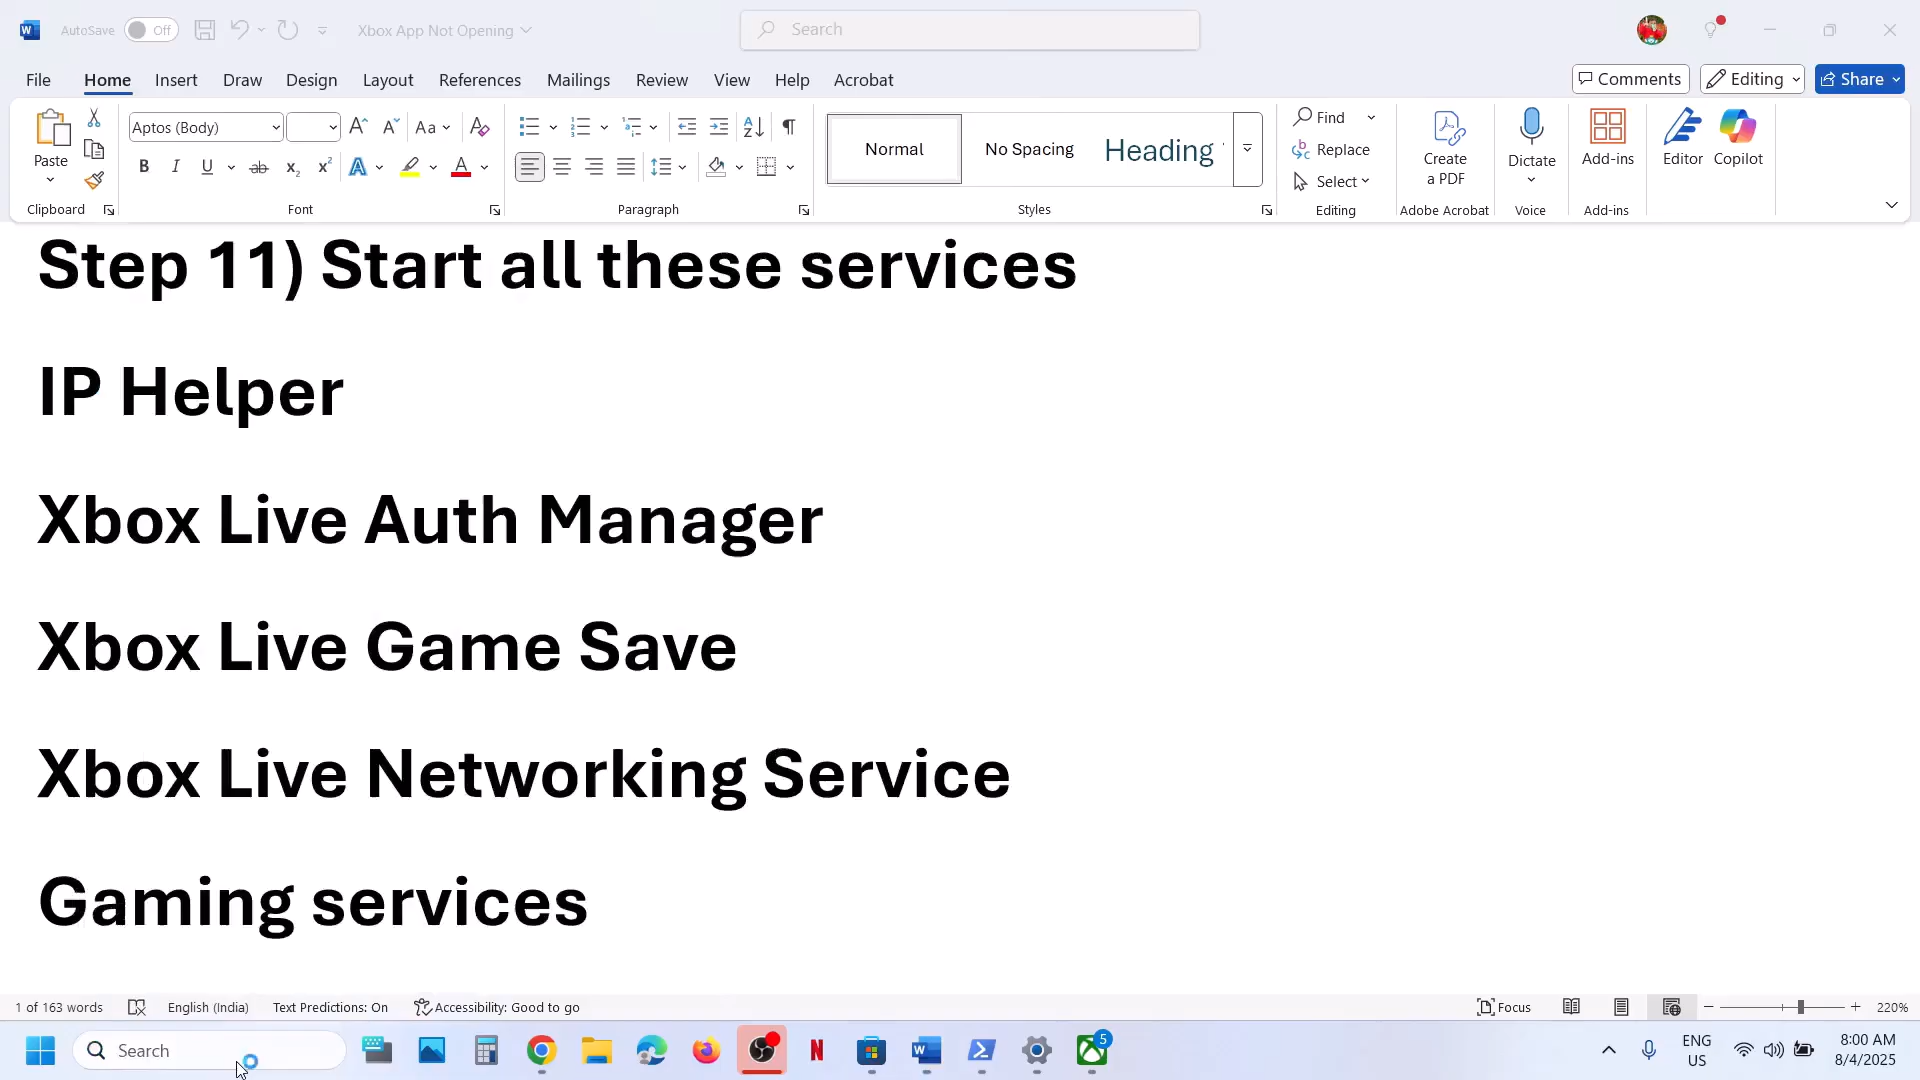 AutoSave Off Xbox App Not Opening Search
File Home Insert Draw Design Layout References Mailings Review View Help Acrobat Comments Editing Share
Paste
Clipboard
Aptos (Body)
Font
Paragraph
Normal No Spacing Heading
Styles
Find
Replace
Select
Editing
Create a PDF
Adobe Acrobat
Dictate
Voice
Add-ins
Add-ins
Editor
Copilot
Step 11) Start all these services
IP Helper
Xbox Live Auth Manager
Xbox Live Game Save
Xbox Live Networking Service
Gaming services
1 of 163 words English (India) Text Predictions: On Accessibility: Good to go Focus 220%
Search 5 ENG US 8:00 AM 8/4/2025